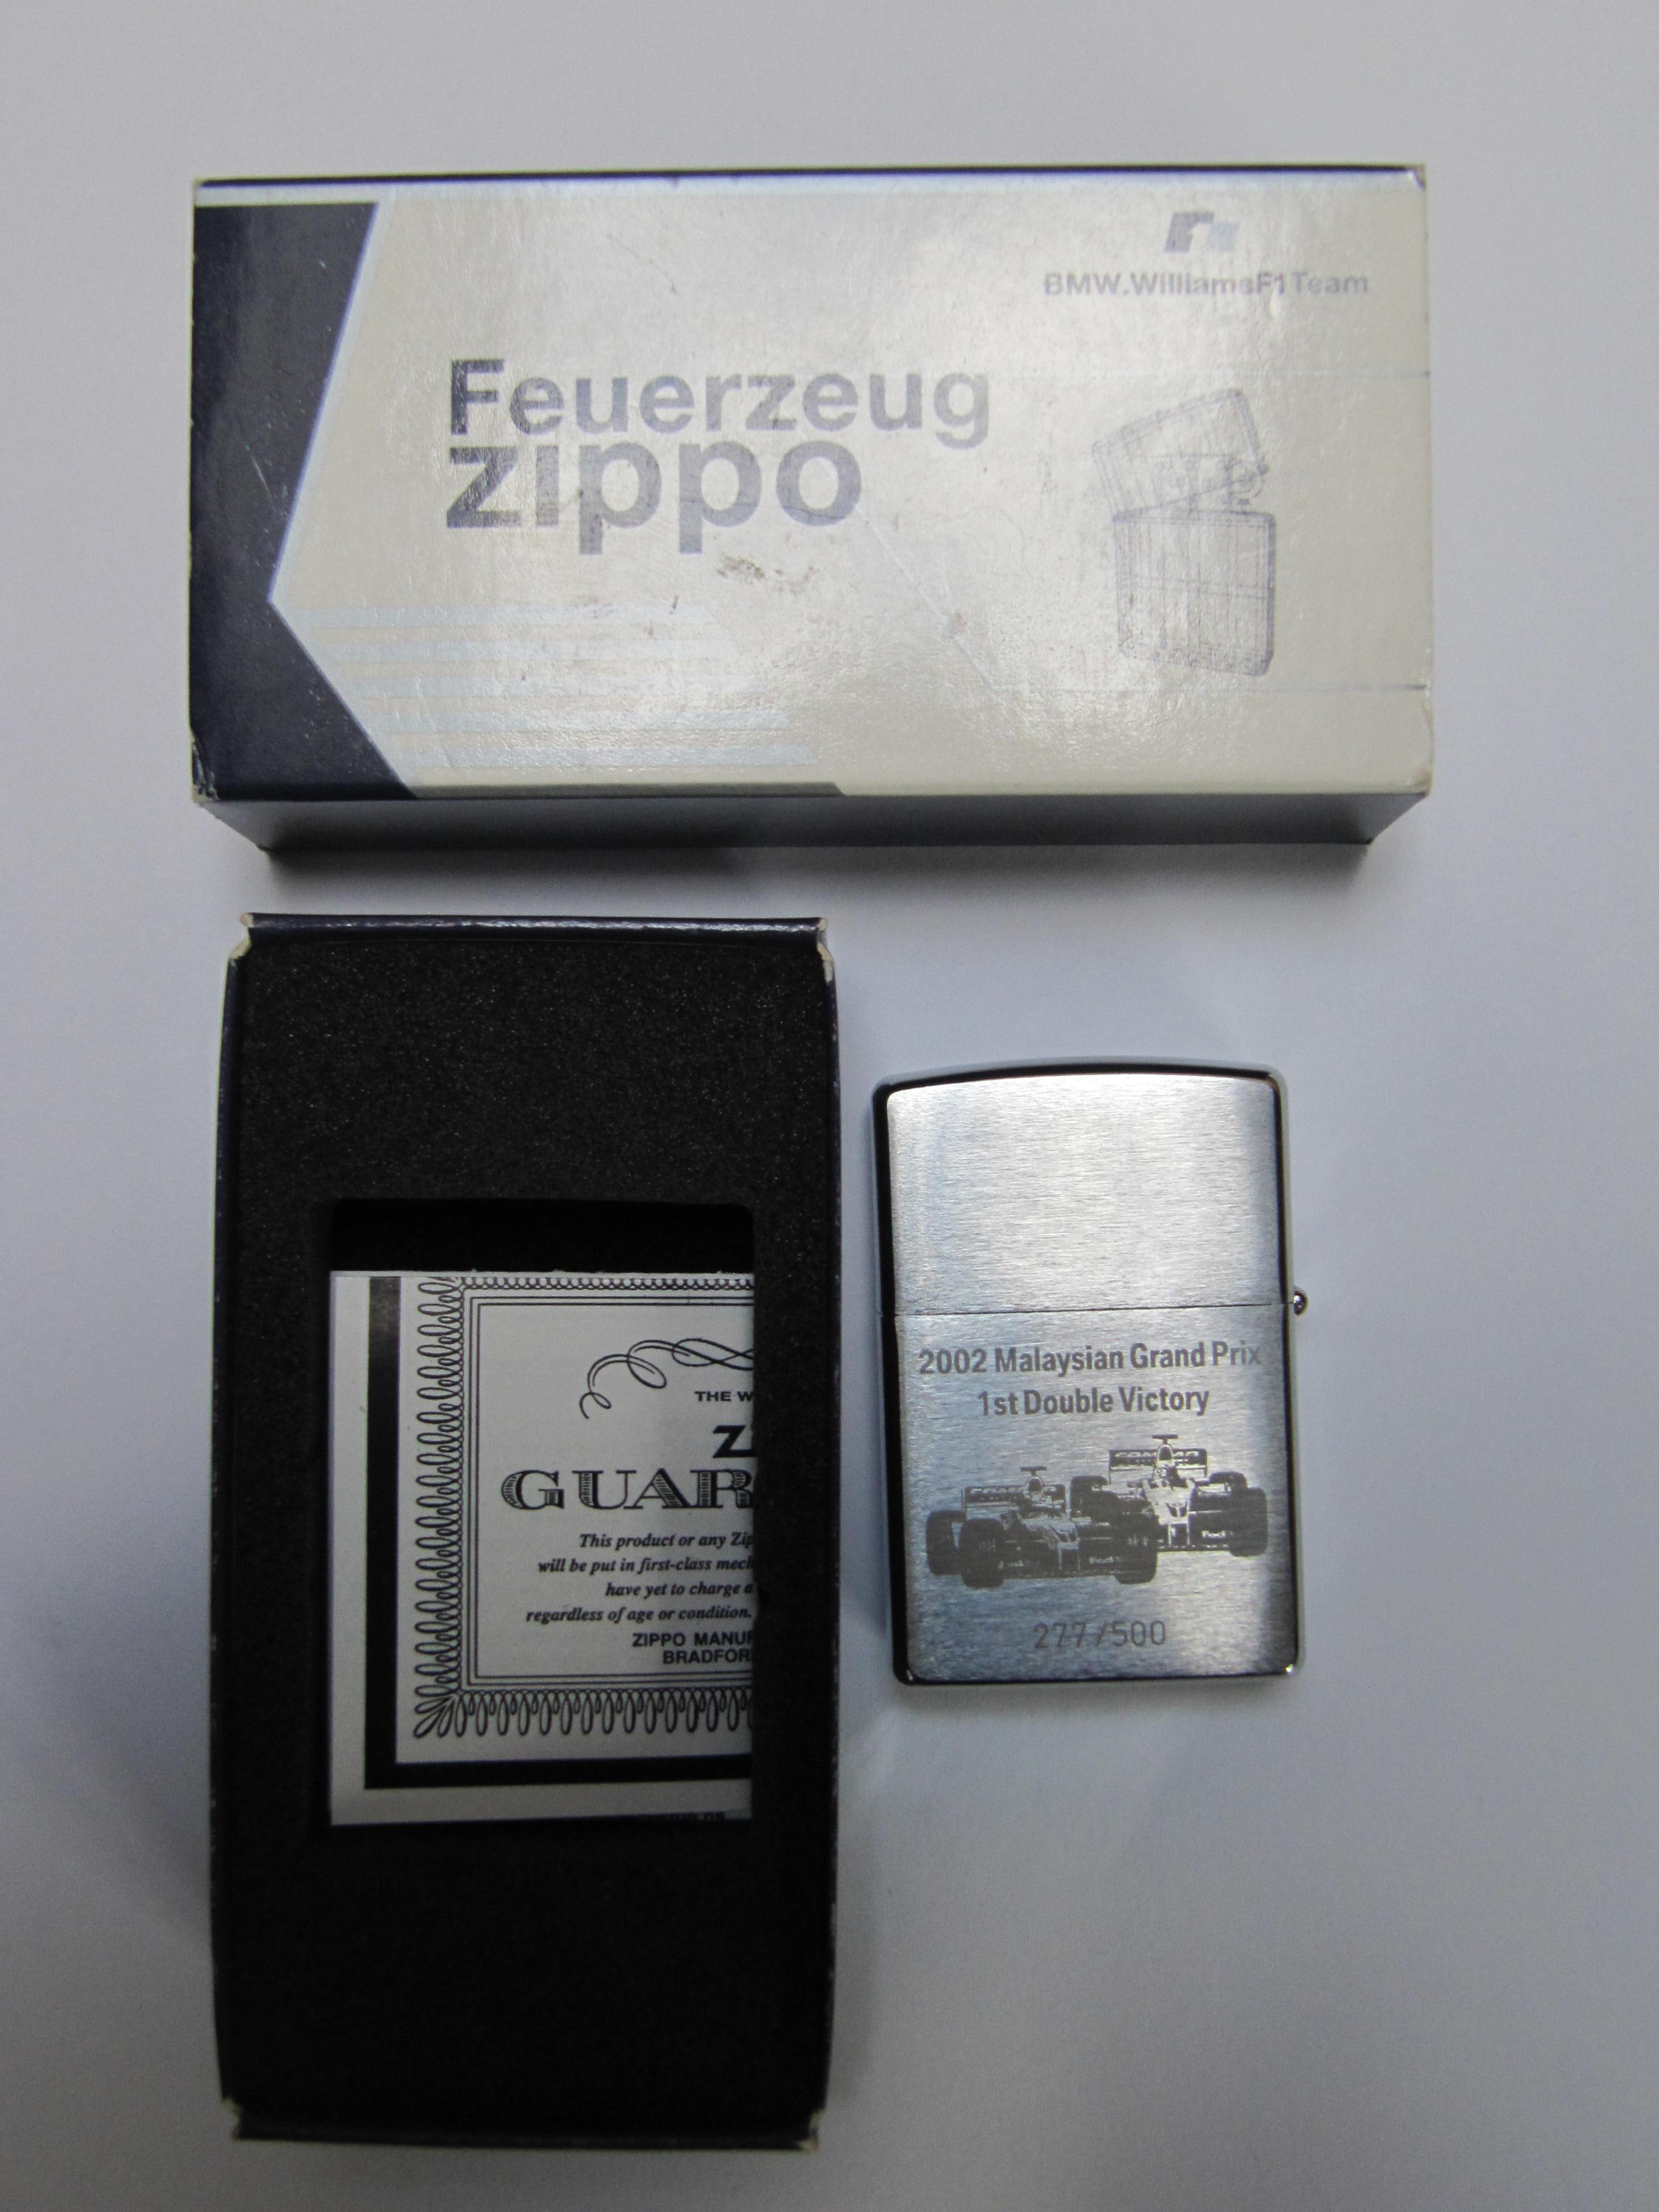 BMW.WilliamsF1Team
Feuerzeug
zippo
THE W
GUAR
This product or any Zip
will be put in first-class mech
have yet to charge a
regardless of age or condition.
ZIPPO MANUF
BRADFOR
2002 Malaysian Grand Prix
1st Double Victory
FedEx
277/500